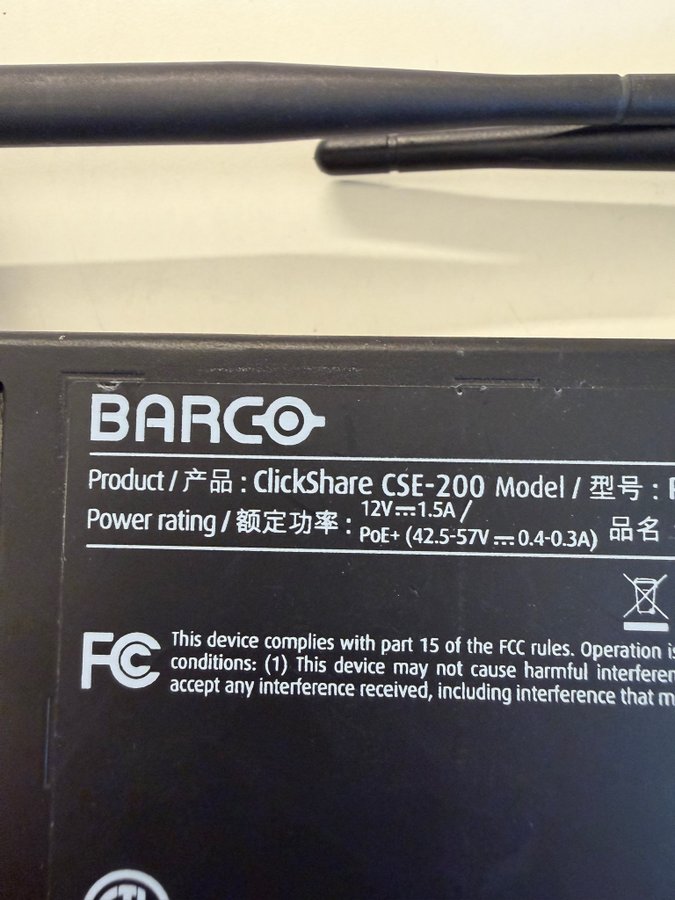 BARCO
Product / 产品 : ClickShare CSE-200 Model / 型号 :
Power rating / 额定功率 : 12V⎓1.5A /
PoE+ (42.5-57V ⎓ 0.4-0.3A) 品名
FC This device complies with part 15 of the FCC rules. Operation
conditions: (1) This device may not cause harmful
accept any interference received, including interference that